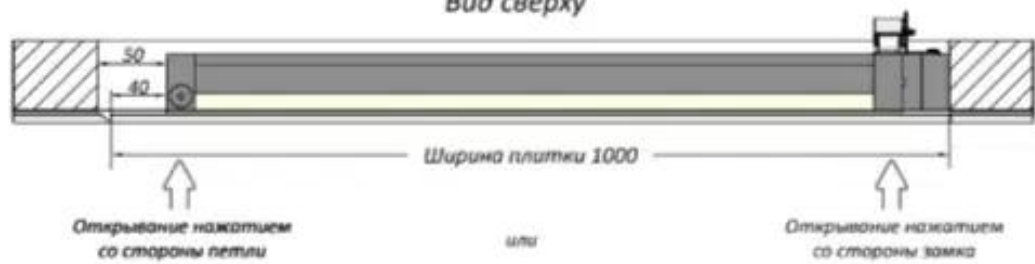 Вид сверху
50
40
Ширина плитки 1000
Открывание нажатием
со стороны петли
или
Открывание нажатием
со стороны замка